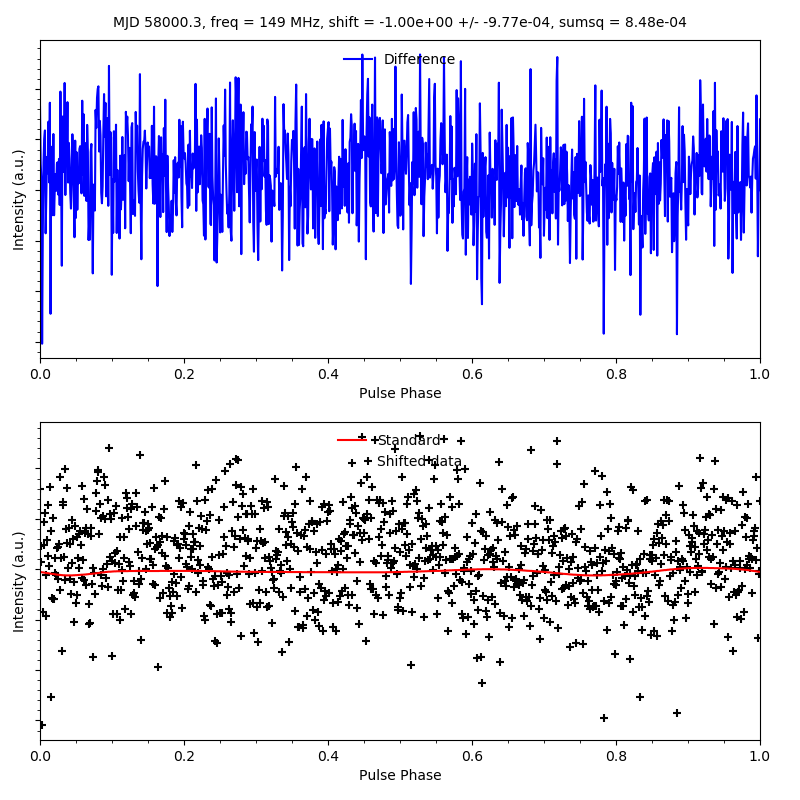 MJD 58000.3, freq = 149 MHz, shift = -1.00e+00 +/- -9.77e-04, sumsq = 8.48e-04
Difference
Intensity (a.u.)
0.0 0.2 0.4 0.6 0.8 1.0
Pulse Phase
Standard
Shifted data
Intensity (a.u.)
0.0 0.2 0.4 0.6 0.8 1.0
Pulse Phase